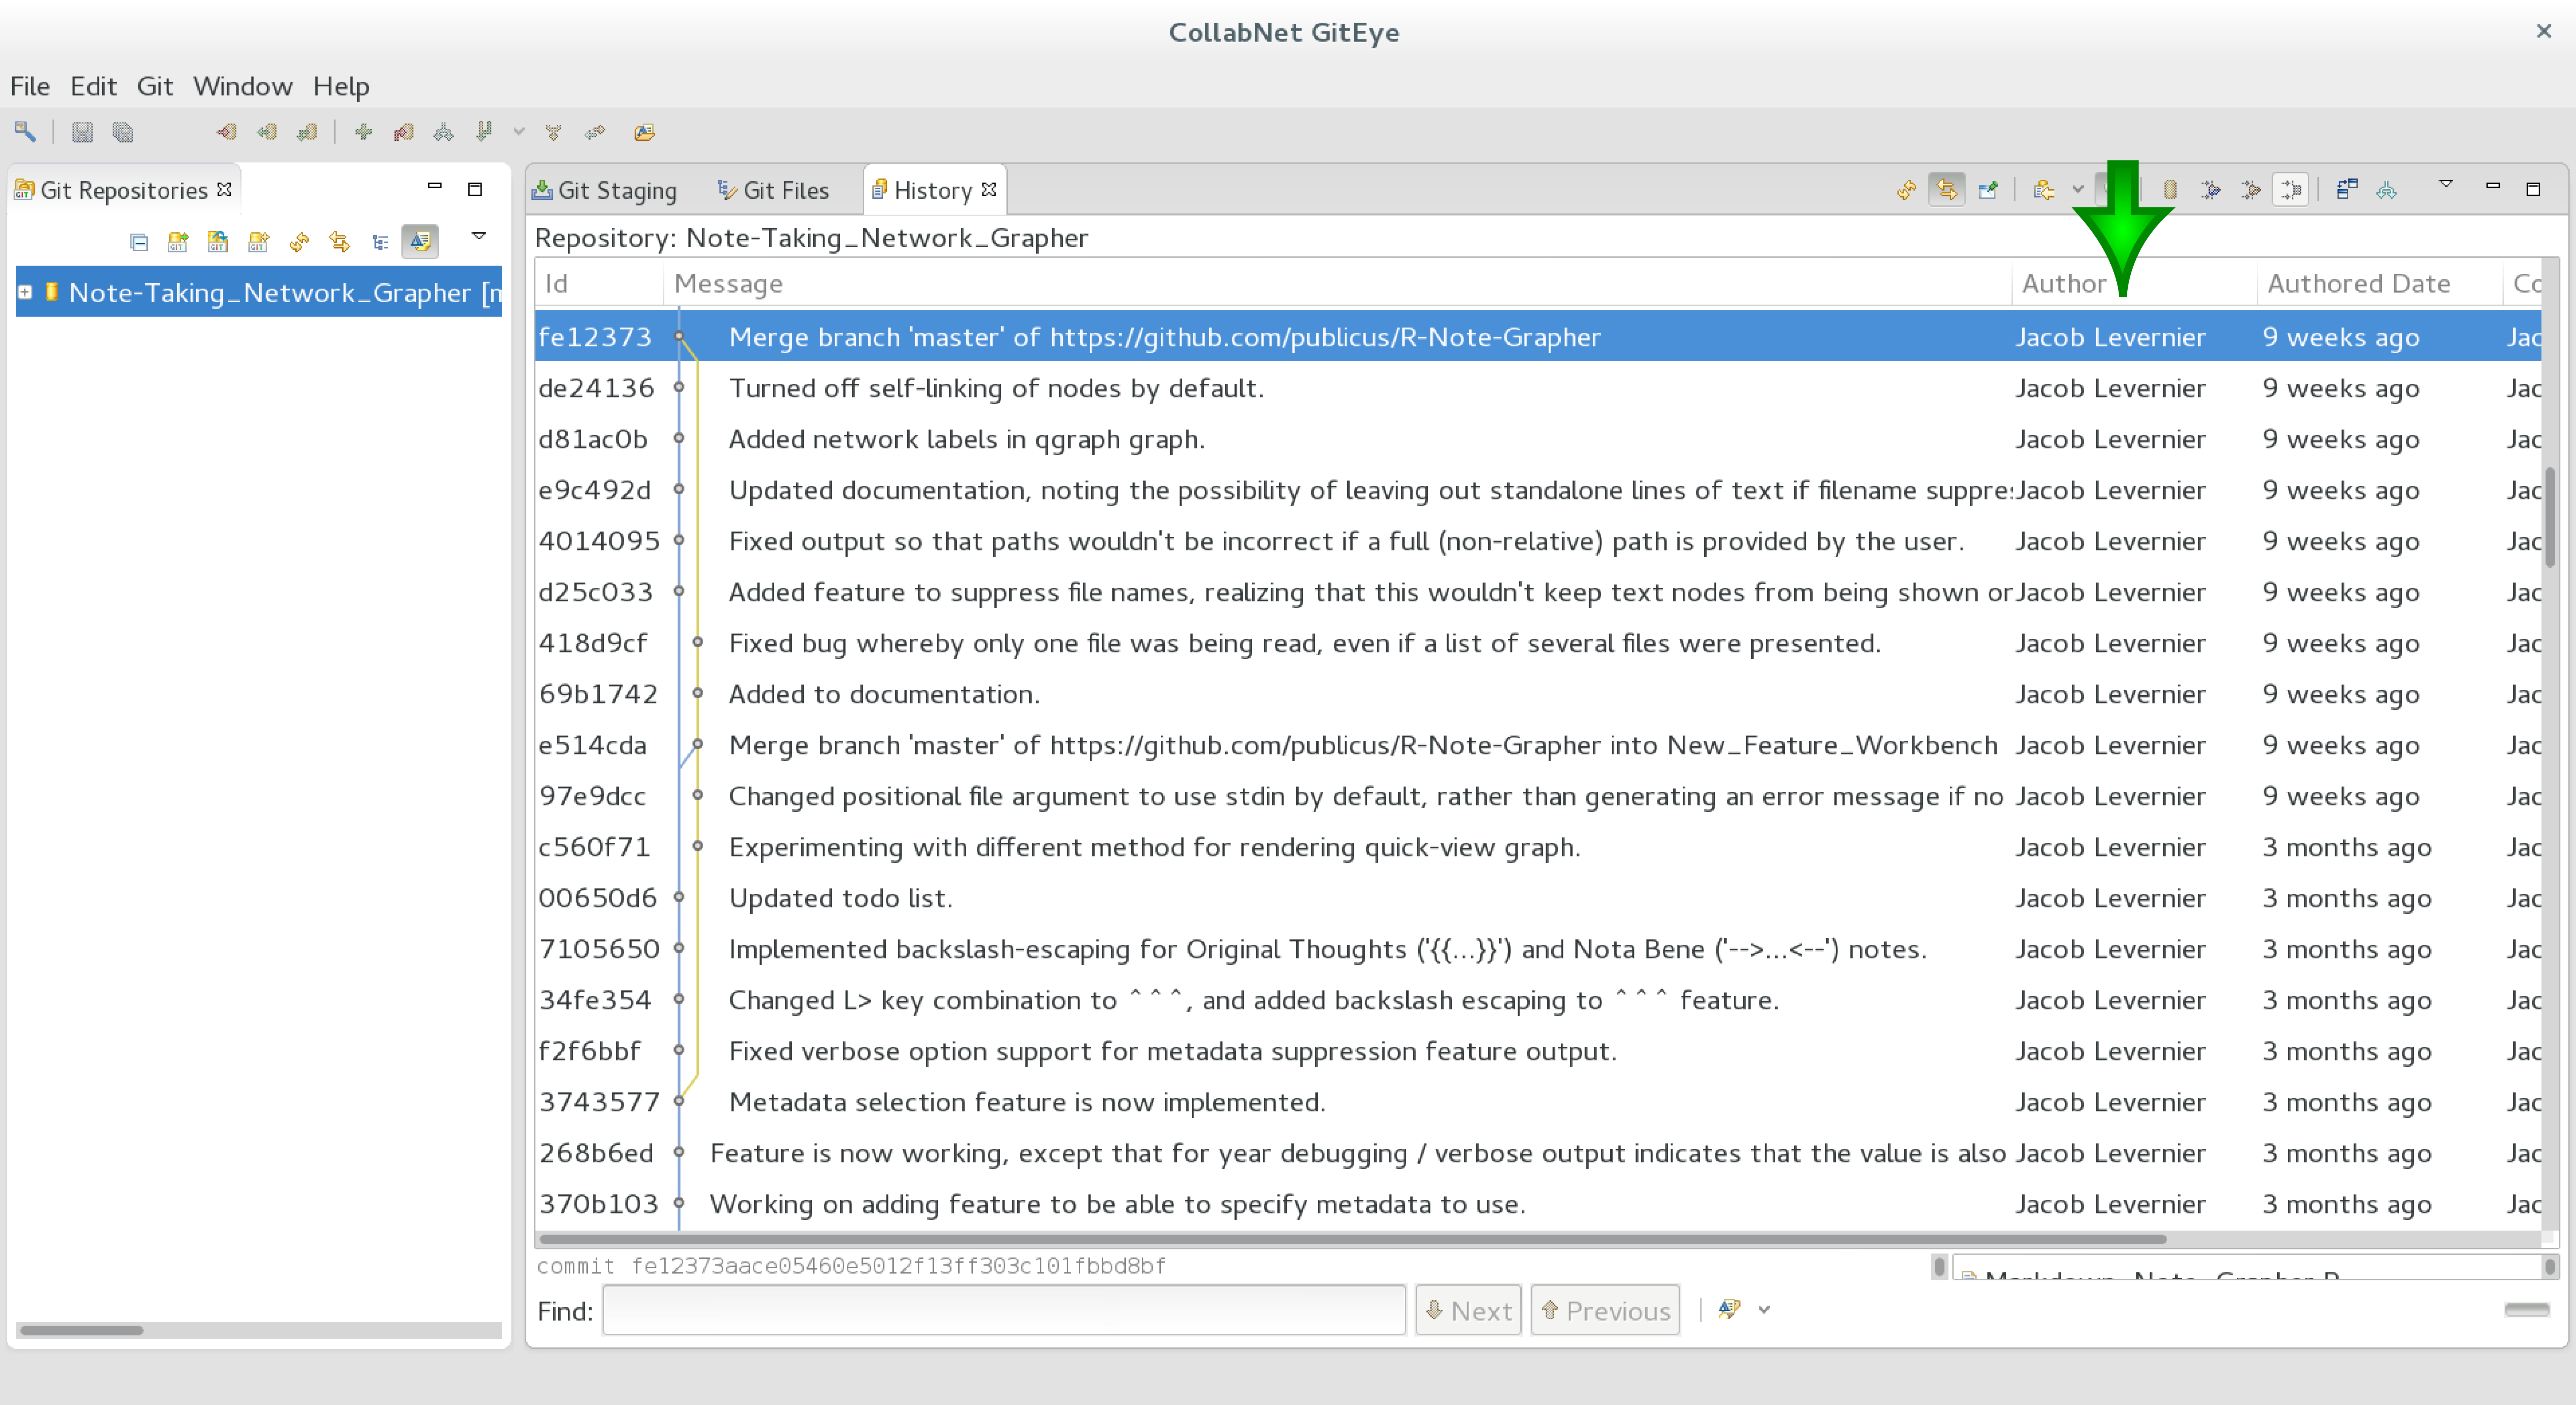 CollabNet GitEye
File Edit Git Window Help
Git Repositories
Git Staging Git Files History
Note-Taking_Network_Grapher [
Repository: Note-Taking_Network_Grapher
Id Message Author Authored Date Co
fe12373 Merge branch 'master' of https://github.com/publicus/R-Note-Grapher Jacob Levernier 9 weeks ago Jac
de24136 Turned off self-linking of nodes by default. Jacob Levernier 9 weeks ago Jac
d81ac0b Added network labels in qgraph graph. Jacob Levernier 9 weeks ago Jac
e9c492d Updated documentation, noting the possibility of leaving out standalone lines of text if filename suppre Jacob Levernier 9 weeks ago Jac
4014095 Fixed output so that paths wouldn't be incorrect if a full (non-relative) path is provided by the user. Jacob Levernier 9 weeks ago Jac
d25c033 Added feature to suppress file names, realizing that this wouldn't keep text nodes from being shown or Jacob Levernier 9 weeks ago Jac
418d9cf Fixed bug whereby only one file was being read, even if a list of several files were presented. Jacob Levernier 9 weeks ago Jac
69b1742 Added to documentation. Jacob Levernier 9 weeks ago Jac
e514cda Merge branch 'master' of https://github.com/publicus/R-Note-Grapher into New_Feature_Workbench Jacob Levernier 9 weeks ago Jac
97e9dcc Changed positional file argument to use stdin by default, rather than generating an error message if no Jacob Levernier 9 weeks ago Jac
c560f71 Experimenting with different method for rendering quick-view graph. Jacob Levernier 3 months ago Jac
00650d6 Updated todo list. Jacob Levernier 3 months ago Jac
7105650 Implemented backslash-escaping for Original Thoughts ('{{...}}') and Nota Bene ('-->...<--') notes. Jacob Levernier 3 months ago Jac
34fe354 Changed L> key combination to ^^^, and added backslash escaping to ^^^ feature. Jacob Levernier 3 months ago Jac
f2f6bbf Fixed verbose option support for metadata suppression feature output. Jacob Levernier 3 months ago Jac
3743577 Metadata selection feature is now implemented. Jacob Levernier 3 months ago Jac
268b6ed Feature is now working, except that for year debugging / verbose output indicates that the value is also Jacob Levernier 3 months ago Jac
370b103 Working on adding feature to be able to specify metadata to use. Jacob Levernier 3 months ago Jac
commit fe12373aace05460e5012f13ff303c101fbbd8bf
Find: Next Previous